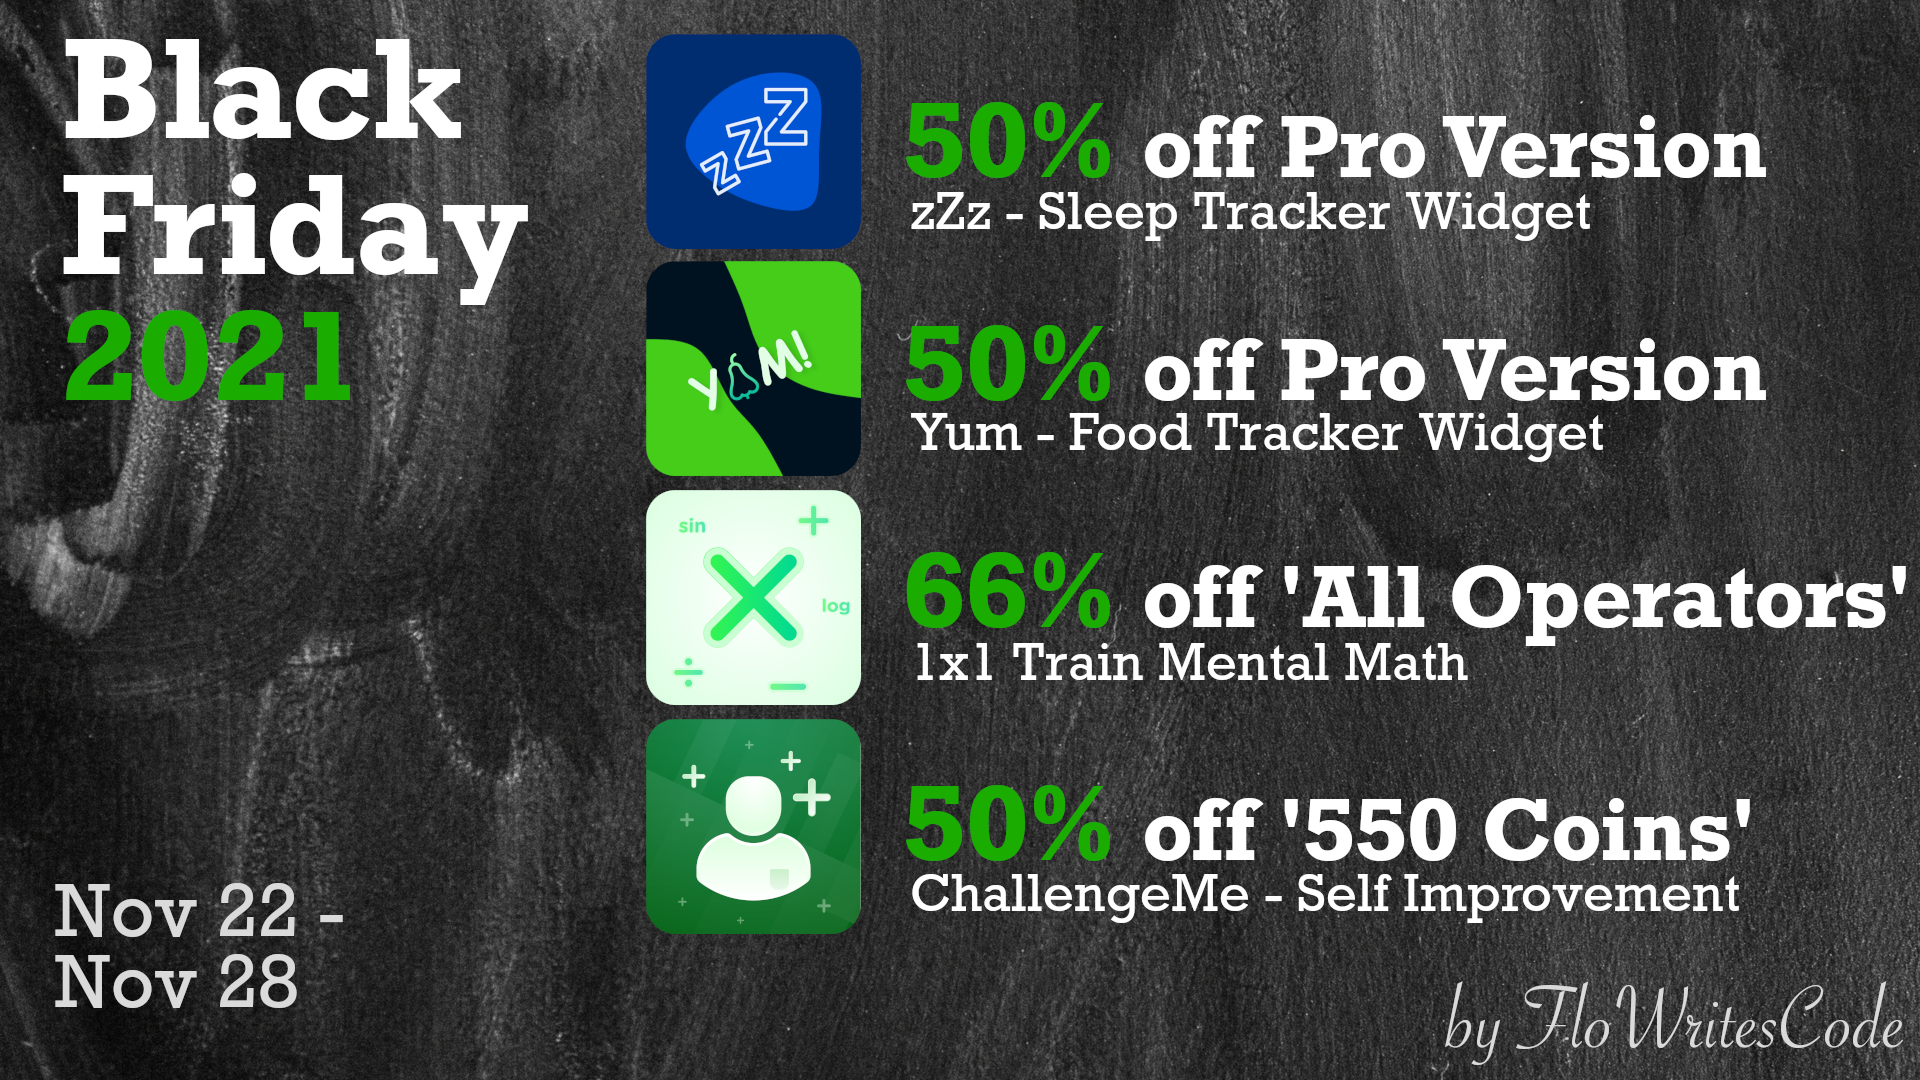 Black
Friday
2021
Nov 22 -
Nov 28
zZZ
50% off Pro Version
zZz - Sleep Tracker Widget
YUM!
50% off Pro Version
Yum - Food Tracker Widget
sin
log
66% off 'All Operators'
1x1 Train Mental Math
50% off '550 Coins'
ChallengeMe - Self Improvement
by FloWritesCode